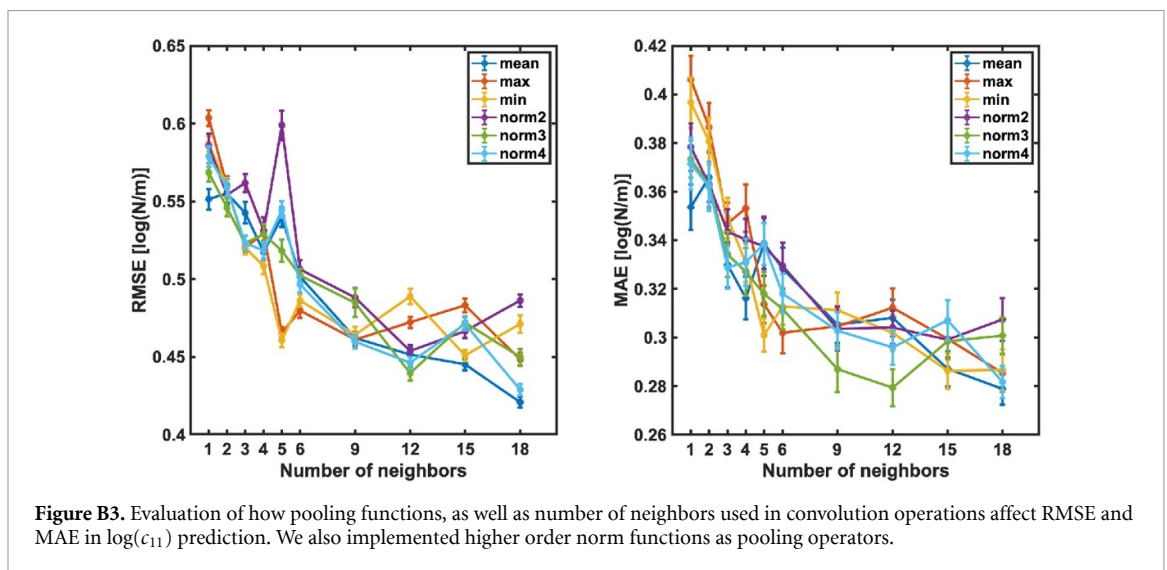 0.65
0.6
0.55
0.5
0.45
0.4
RMSE [log(N/m)]
1 2 3 4 5 6 9 12 15 18
Number of neighbors
mean
max
min
norm2
norm3
norm4
0.42
0.4
0.38
0.36
0.34
0.32
0.3
0.28
0.26
MAE [log(N/m)]
1 2 3 4 5 6 9 12 15 18
Number of neighbors
mean
max
min
norm2
norm3
norm4
Figure B3. Evaluation of how pooling functions, as well as number of neighbors used in convolution operations affect RMSE and
MAE in log(c₁₁) prediction. We also implemented higher order norm functions as pooling operators.